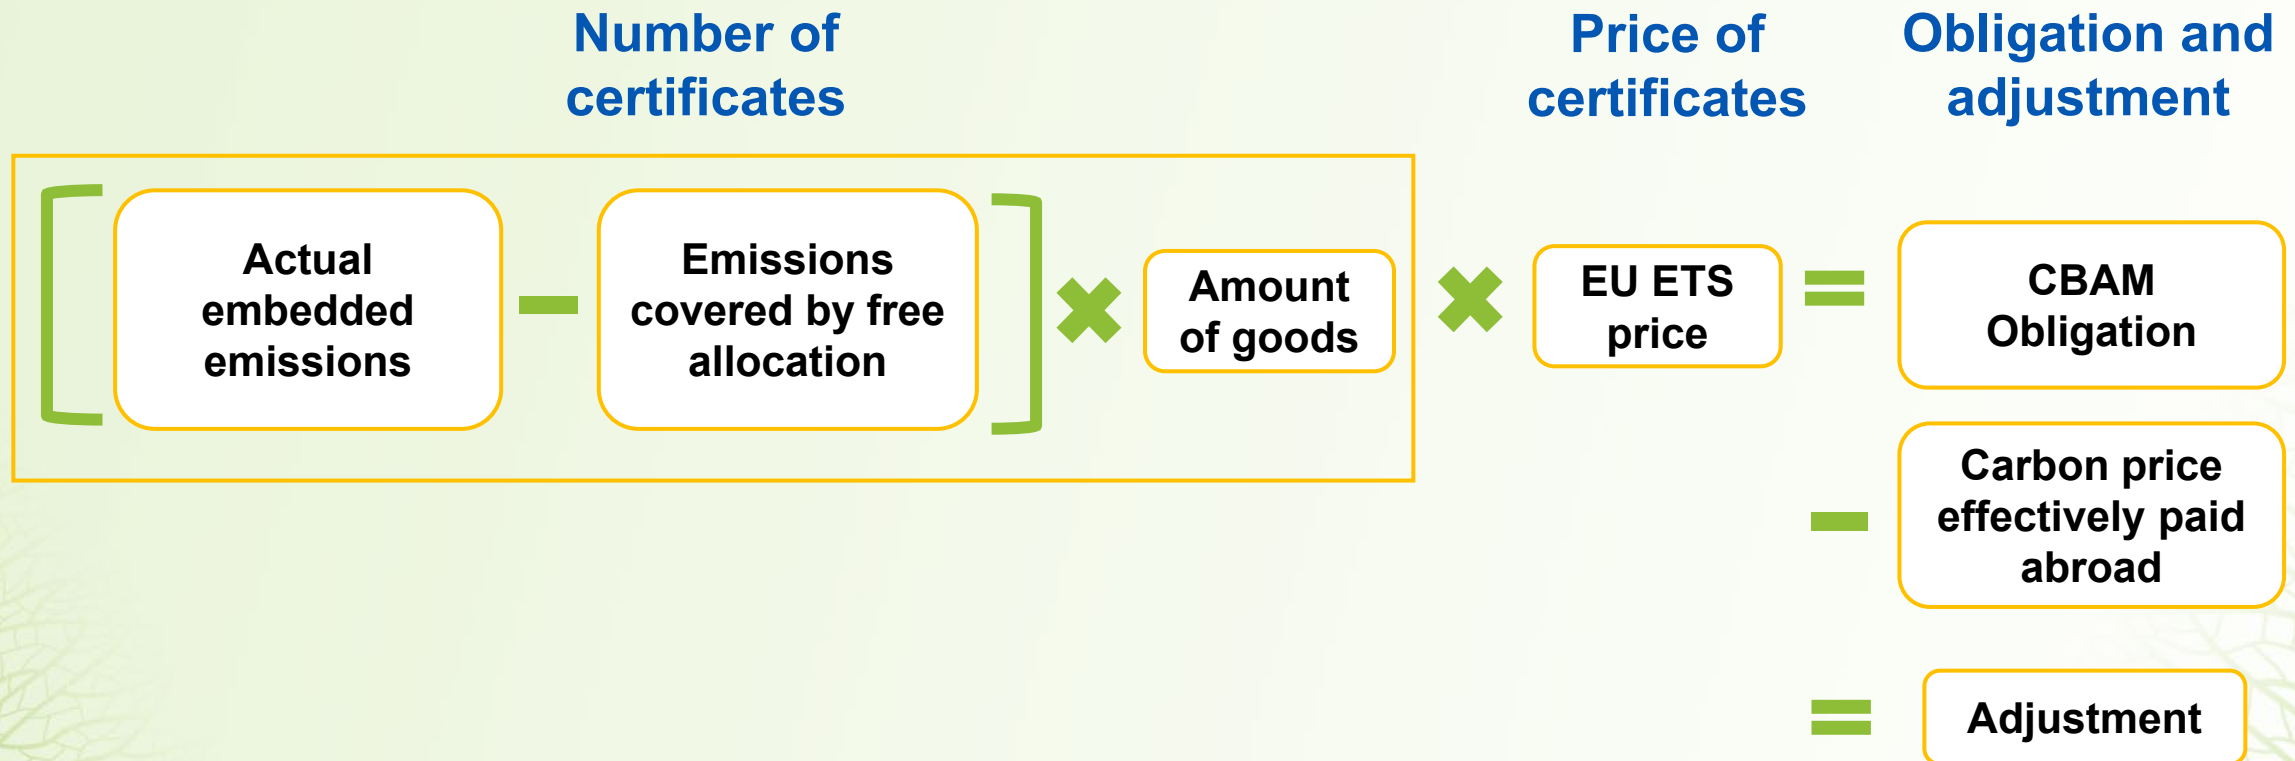 Number of
certificates
Price of
certificates
Obligation and
adjustment
Actual
embedded
emissions
Emissions
covered by free
allocation
Amount
of goods
EU ETS
price
CBAM
Obligation
Carbon price
effectively paid
abroad
Adjustment